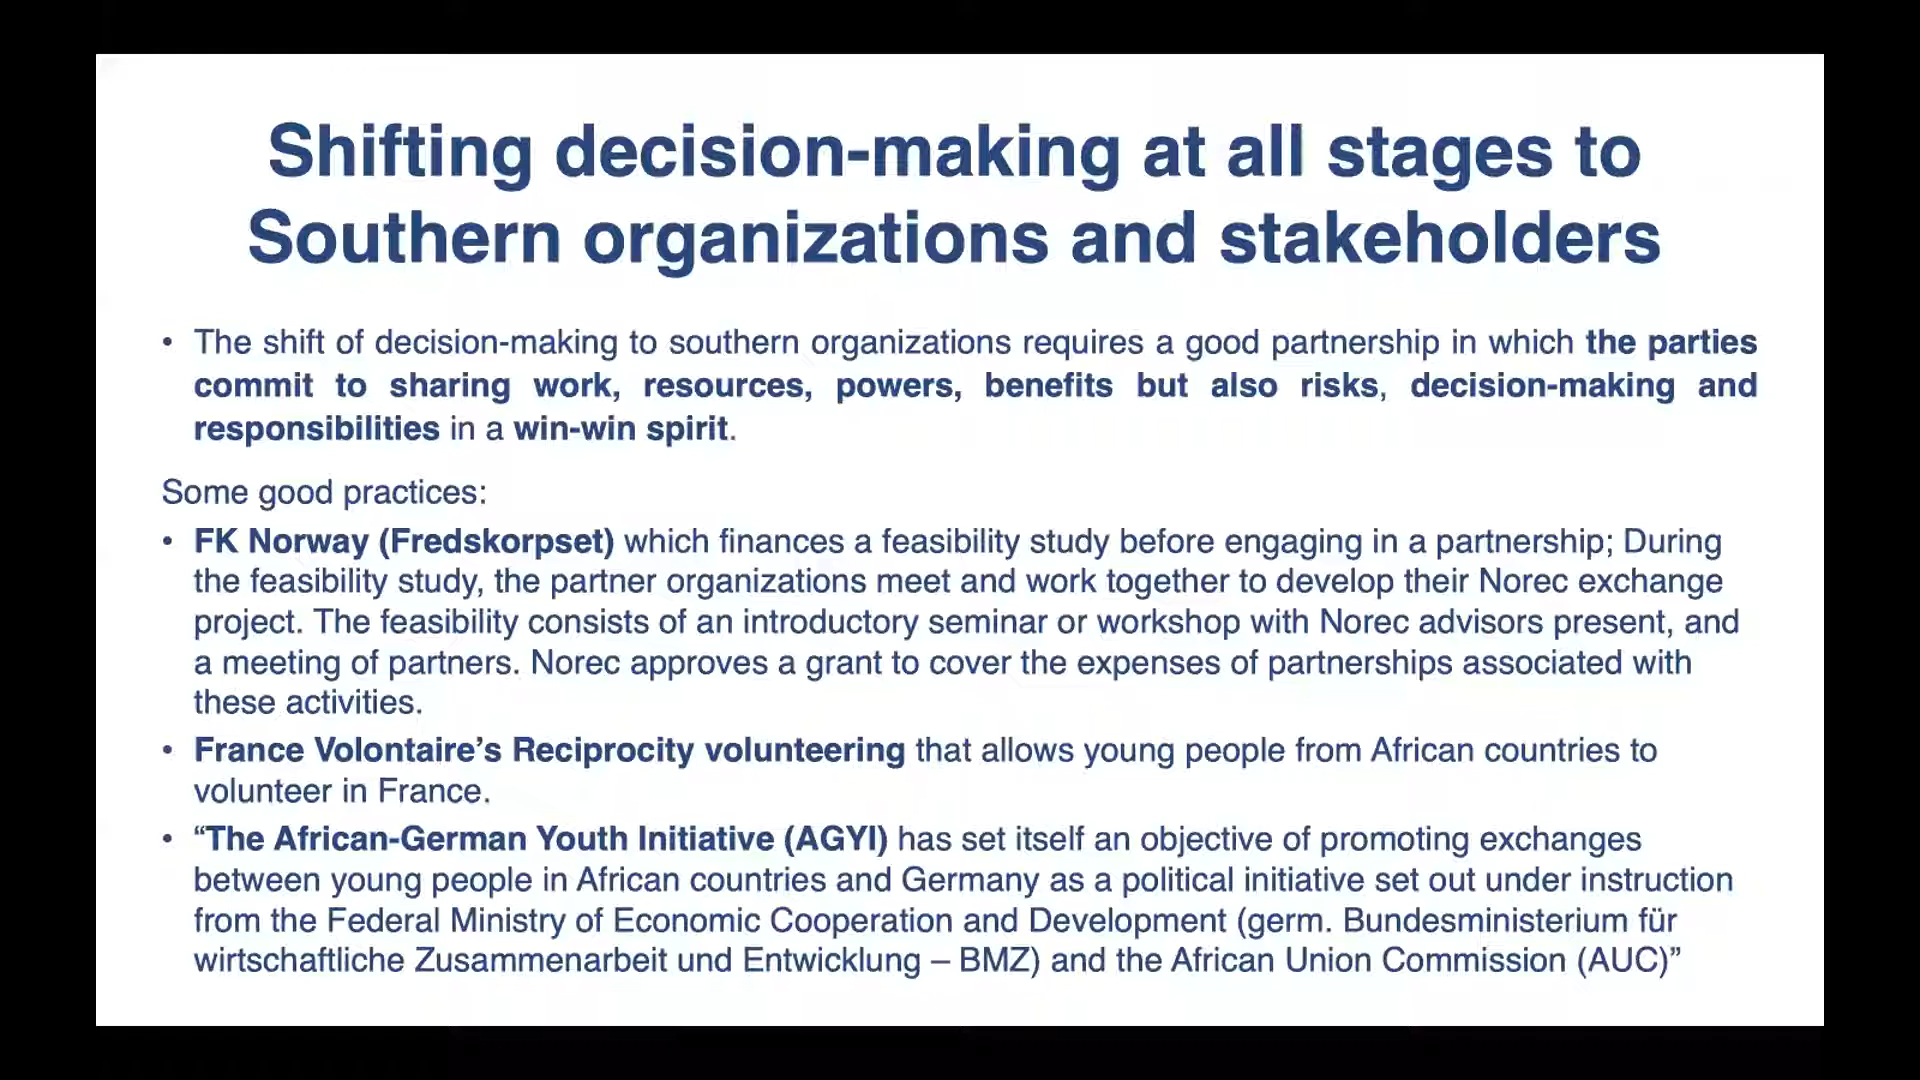 Shifting decision-making at all stages to
Southern organizations and stakeholders
• The shift of decision-making to southern organizations requires a good partnership in which the parties
commit to sharing work, resources, powers, benefits but also risks, decision-making and
responsibilities in a win-win spirit.
Some good practices:
• FK Norway (Fredskorpset) which finances a feasibility study before engaging in a partnership; During
the feasibility study, the partner organizations meet and work together to develop their Norec exchange
project. The feasibility consists of an introductory seminar or workshop with Norec advisors present, and
a meeting of partners. Norec approves a grant to cover the expenses of partnerships associated with
these activities.
• France Volontaire’s Reciprocity volunteering that allows young people from African countries to
volunteer in France.
• “The African-German Youth Initiative (AGYI) has set itself an objective of promoting exchanges
between young people in African countries and Germany as a political initiative set out under instruction
from the Federal Ministry of Economic Cooperation and Development (germ. Bundesministerium für
wirtschaftliche Zusammenarbeit und Entwicklung – BMZ) and the African Union Commission (AUC)”